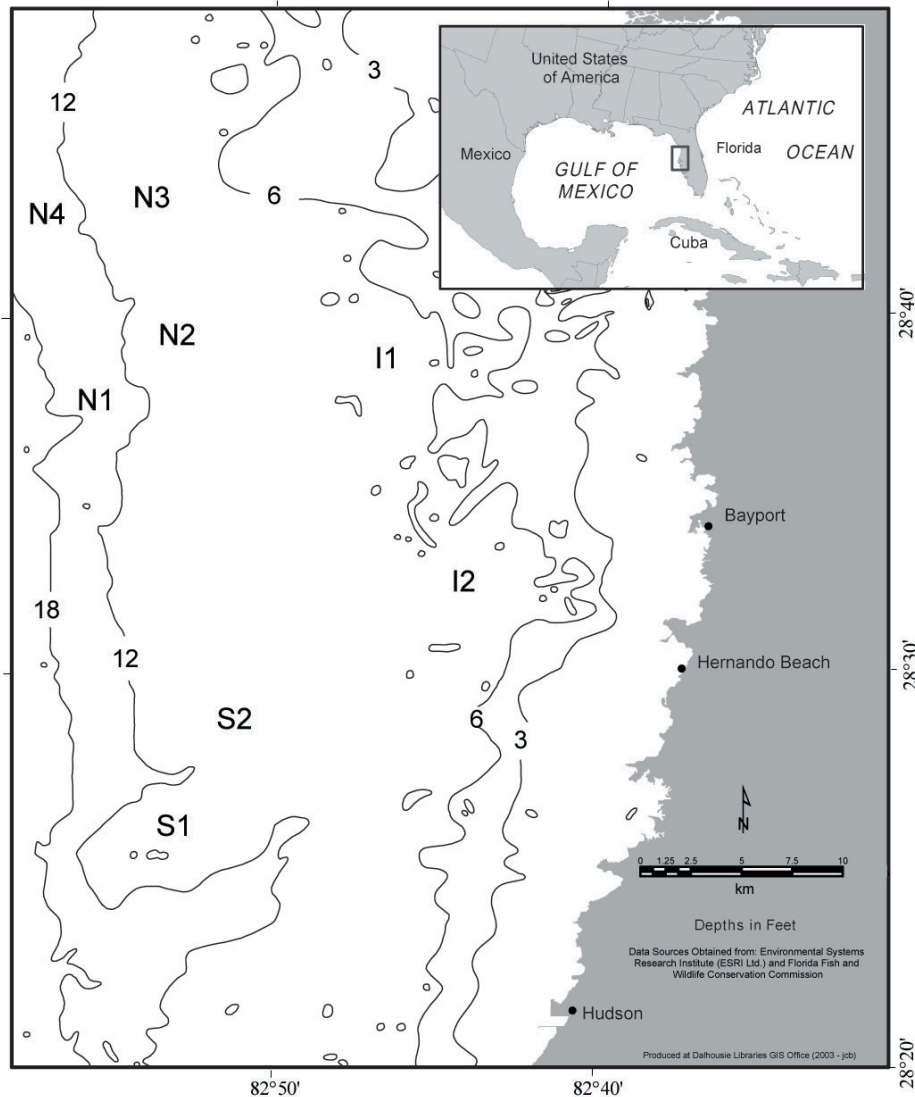 3
12
N3
N4
6
United States
of America
ATLANTIC
OCEAN
Mexico
GULF OF
MEXICO
Florida
Cuba
28°40'
N2
I1
N1
Bayport
I2
18
12
Hernando Beach
28°30'
S2
6
3
S1
N
0 1.25 2.5 5 7.5 10
km
Depths in Feet
Data Sources Obtained from: Environmental Systems
Research Institute (ESRI Ltd.) and Florida Fish and
Wildlife Conservation Commission
Hudson
Produced at Dalhousie Libraries GIS Office (2003 - jcb)
28°20'
82°50'
82°40'